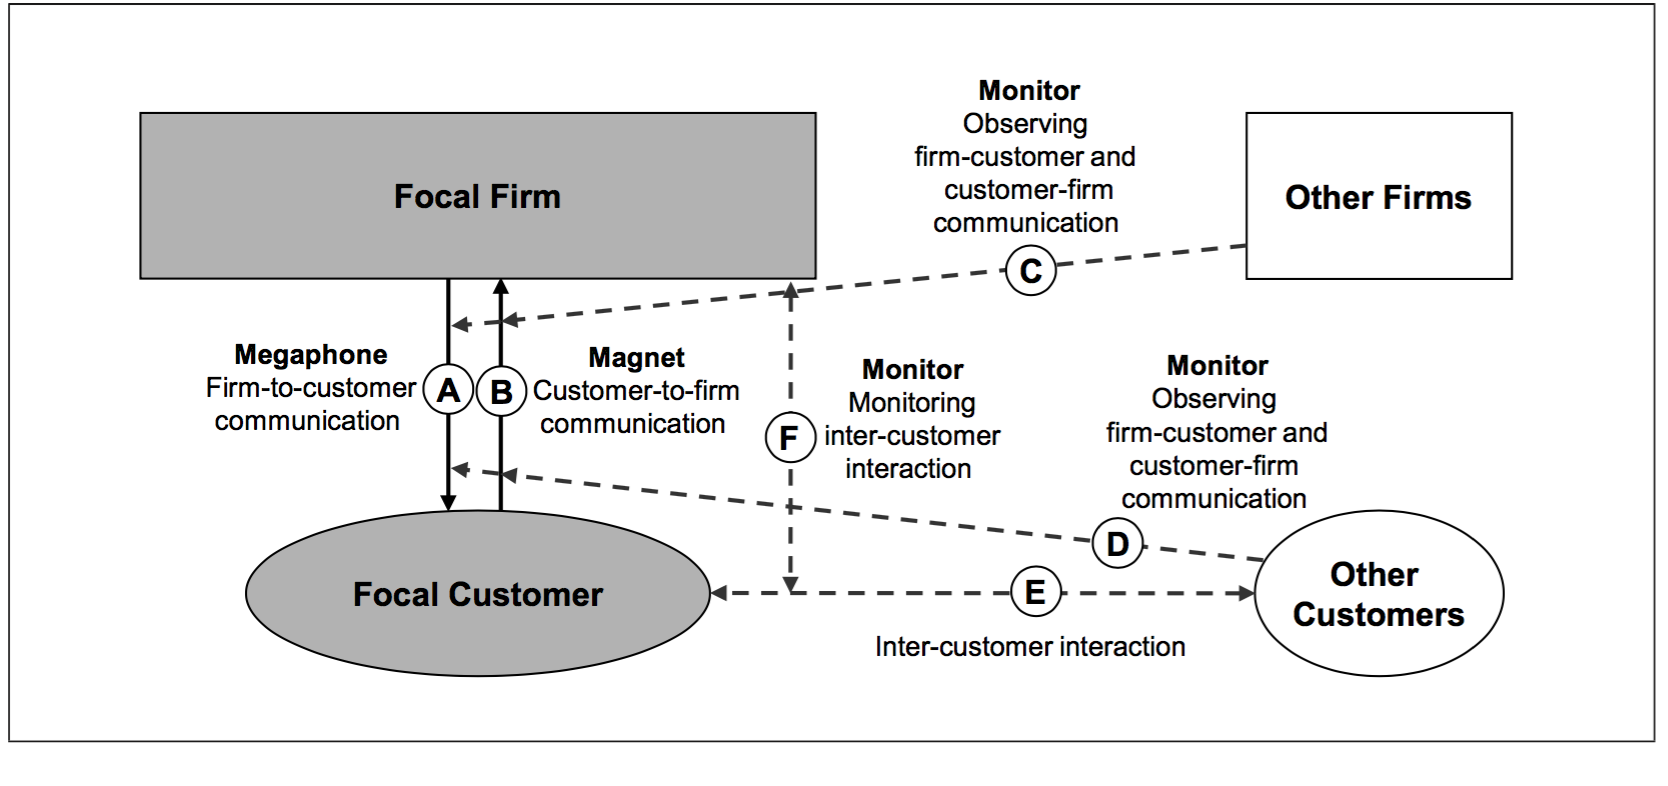 Monitor
Observing
firm-customer and
customer-firm
communication
Focal Firm
Other Firms
C
Megaphone
Firm-to-customer
communication
A
B
Magnet
Customer-to-firm
communication
Monitor
Monitoring
inter-customer
interaction
F
Monitor
Observing
firm-customer and
customer-firm
communication
D
Focal Customer
E
Inter-customer interaction
Other
Customers